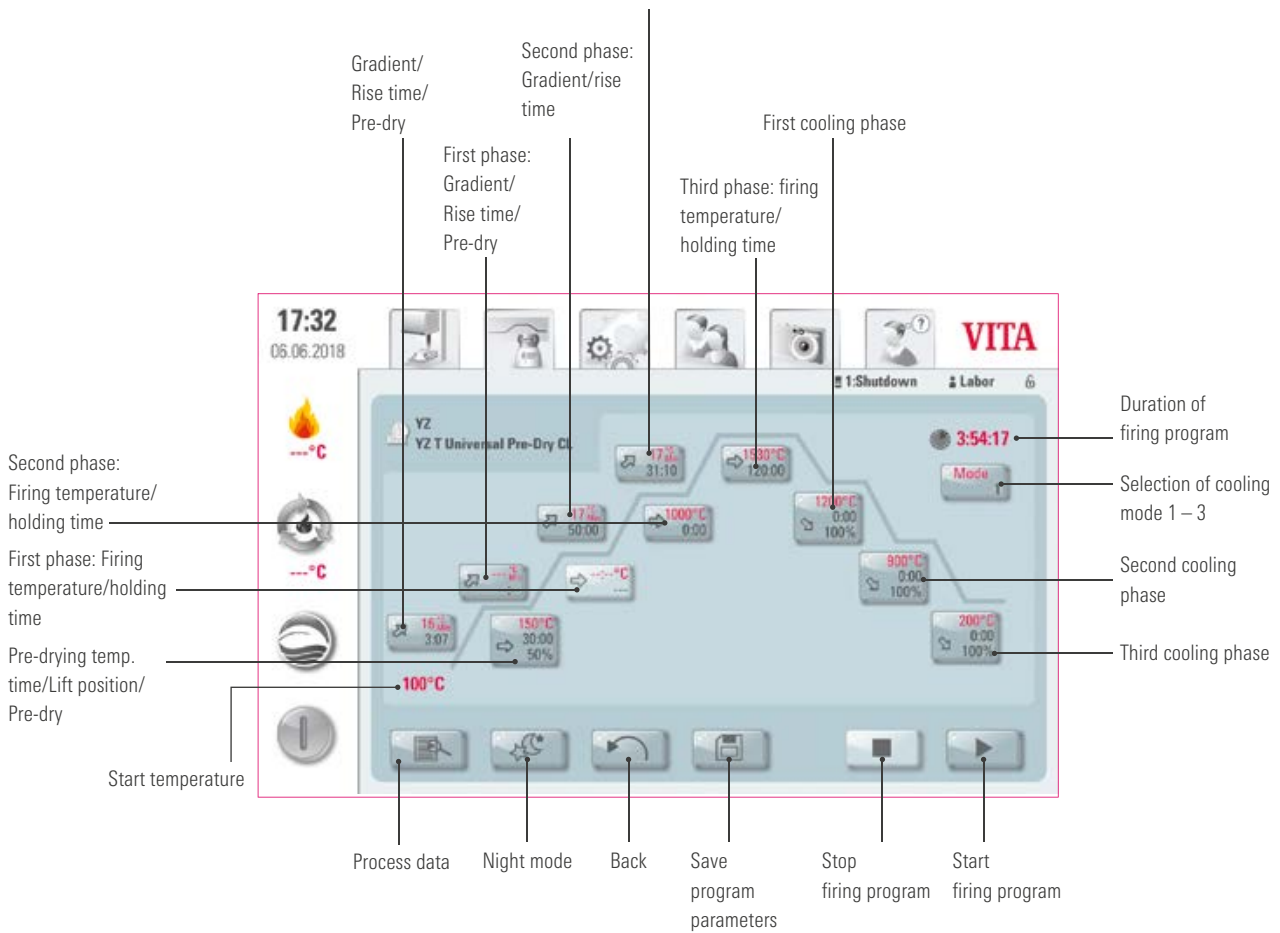 Second phase:
Gradient/rise
time
Gradient/
Rise time/
Pre-dry
First cooling phase
First phase:
Gradient/
Rise time/
Pre-dry
Third phase: firing
temperature/
holding time
17:32
06.06.2018
VITA
1:Shutdown
Labor
Duration of
firing program
YZ
YZ T Universal Pre-Dry CL
3:54:17
---°C
17
31:10
1530°C
120:00
Second phase:
Firing temperature/
holding time
Mode
1
Selection of cooling
mode 1 – 3
17
50:00
1000°C
0:00
1200°C
0:00
100%
First phase: Firing
temperature/holding
time
---°C
900°C
0:00
100%
Second cooling
phase
16
3:07
150°C
30:00
50%
200°C
0:00
100%
Third cooling phase
Pre-drying temp.
time/Lift position/
Pre-dry
100°C
Start temperature
Process data
Night mode
Back
Save
program
parameters
Stop
firing program
Start
firing program